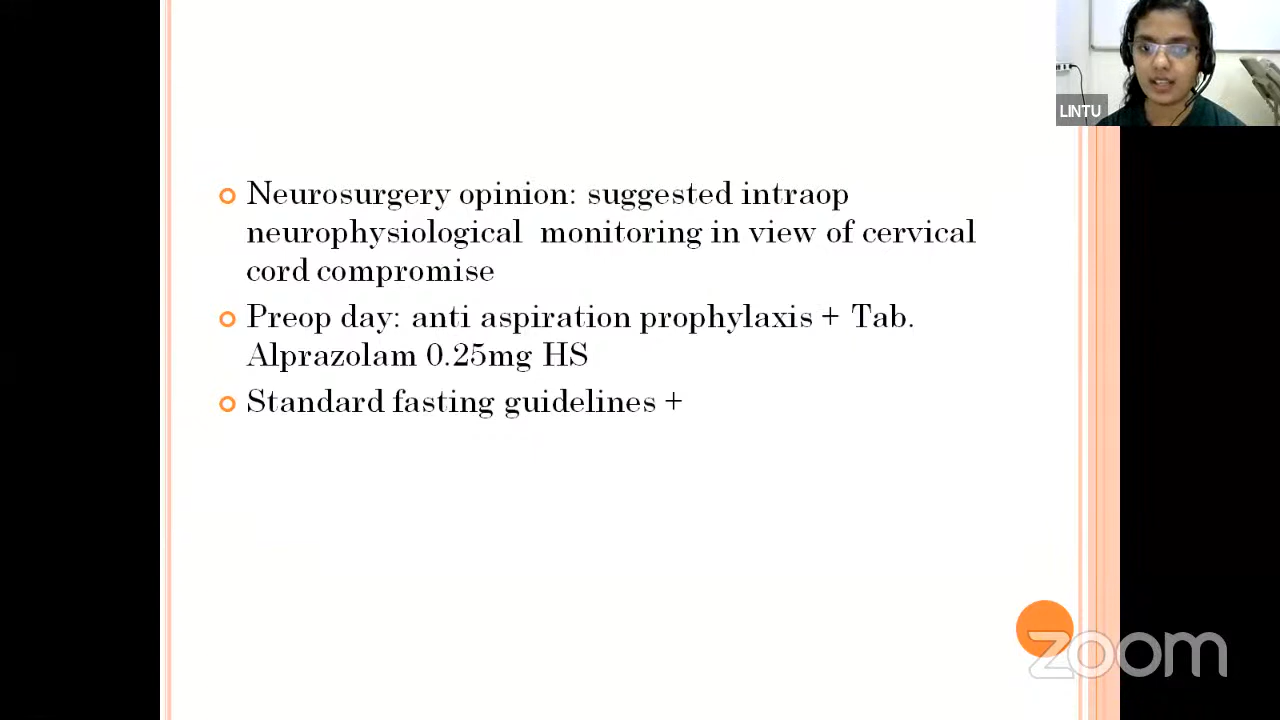 LINTU
Neurosurgery opinion: suggested intraop
neurophysiological monitoring in view of cervical
cord compromise
Preop day: anti aspiration prophylaxis + Tab.
Alprazolam 0.25mg HS
Standard fasting guidelines +
zoom